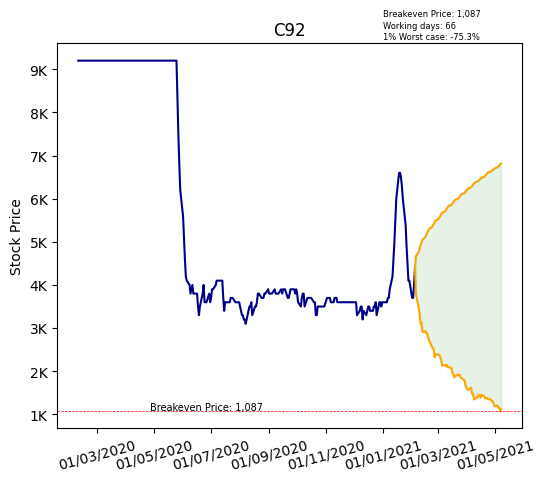 Breakeven Price: 1,087
Working days: 66
1% Worst case: -75.3%
C92
Stock Price
9K
8K
7K
6K
5K
4K
3K
2K
1K
Breakeven Price: 1,087
01/03/2020
01/05/2020
01/07/2020
01/09/2020
01/11/2020
01/01/2021
01/03/2021
01/05/2021